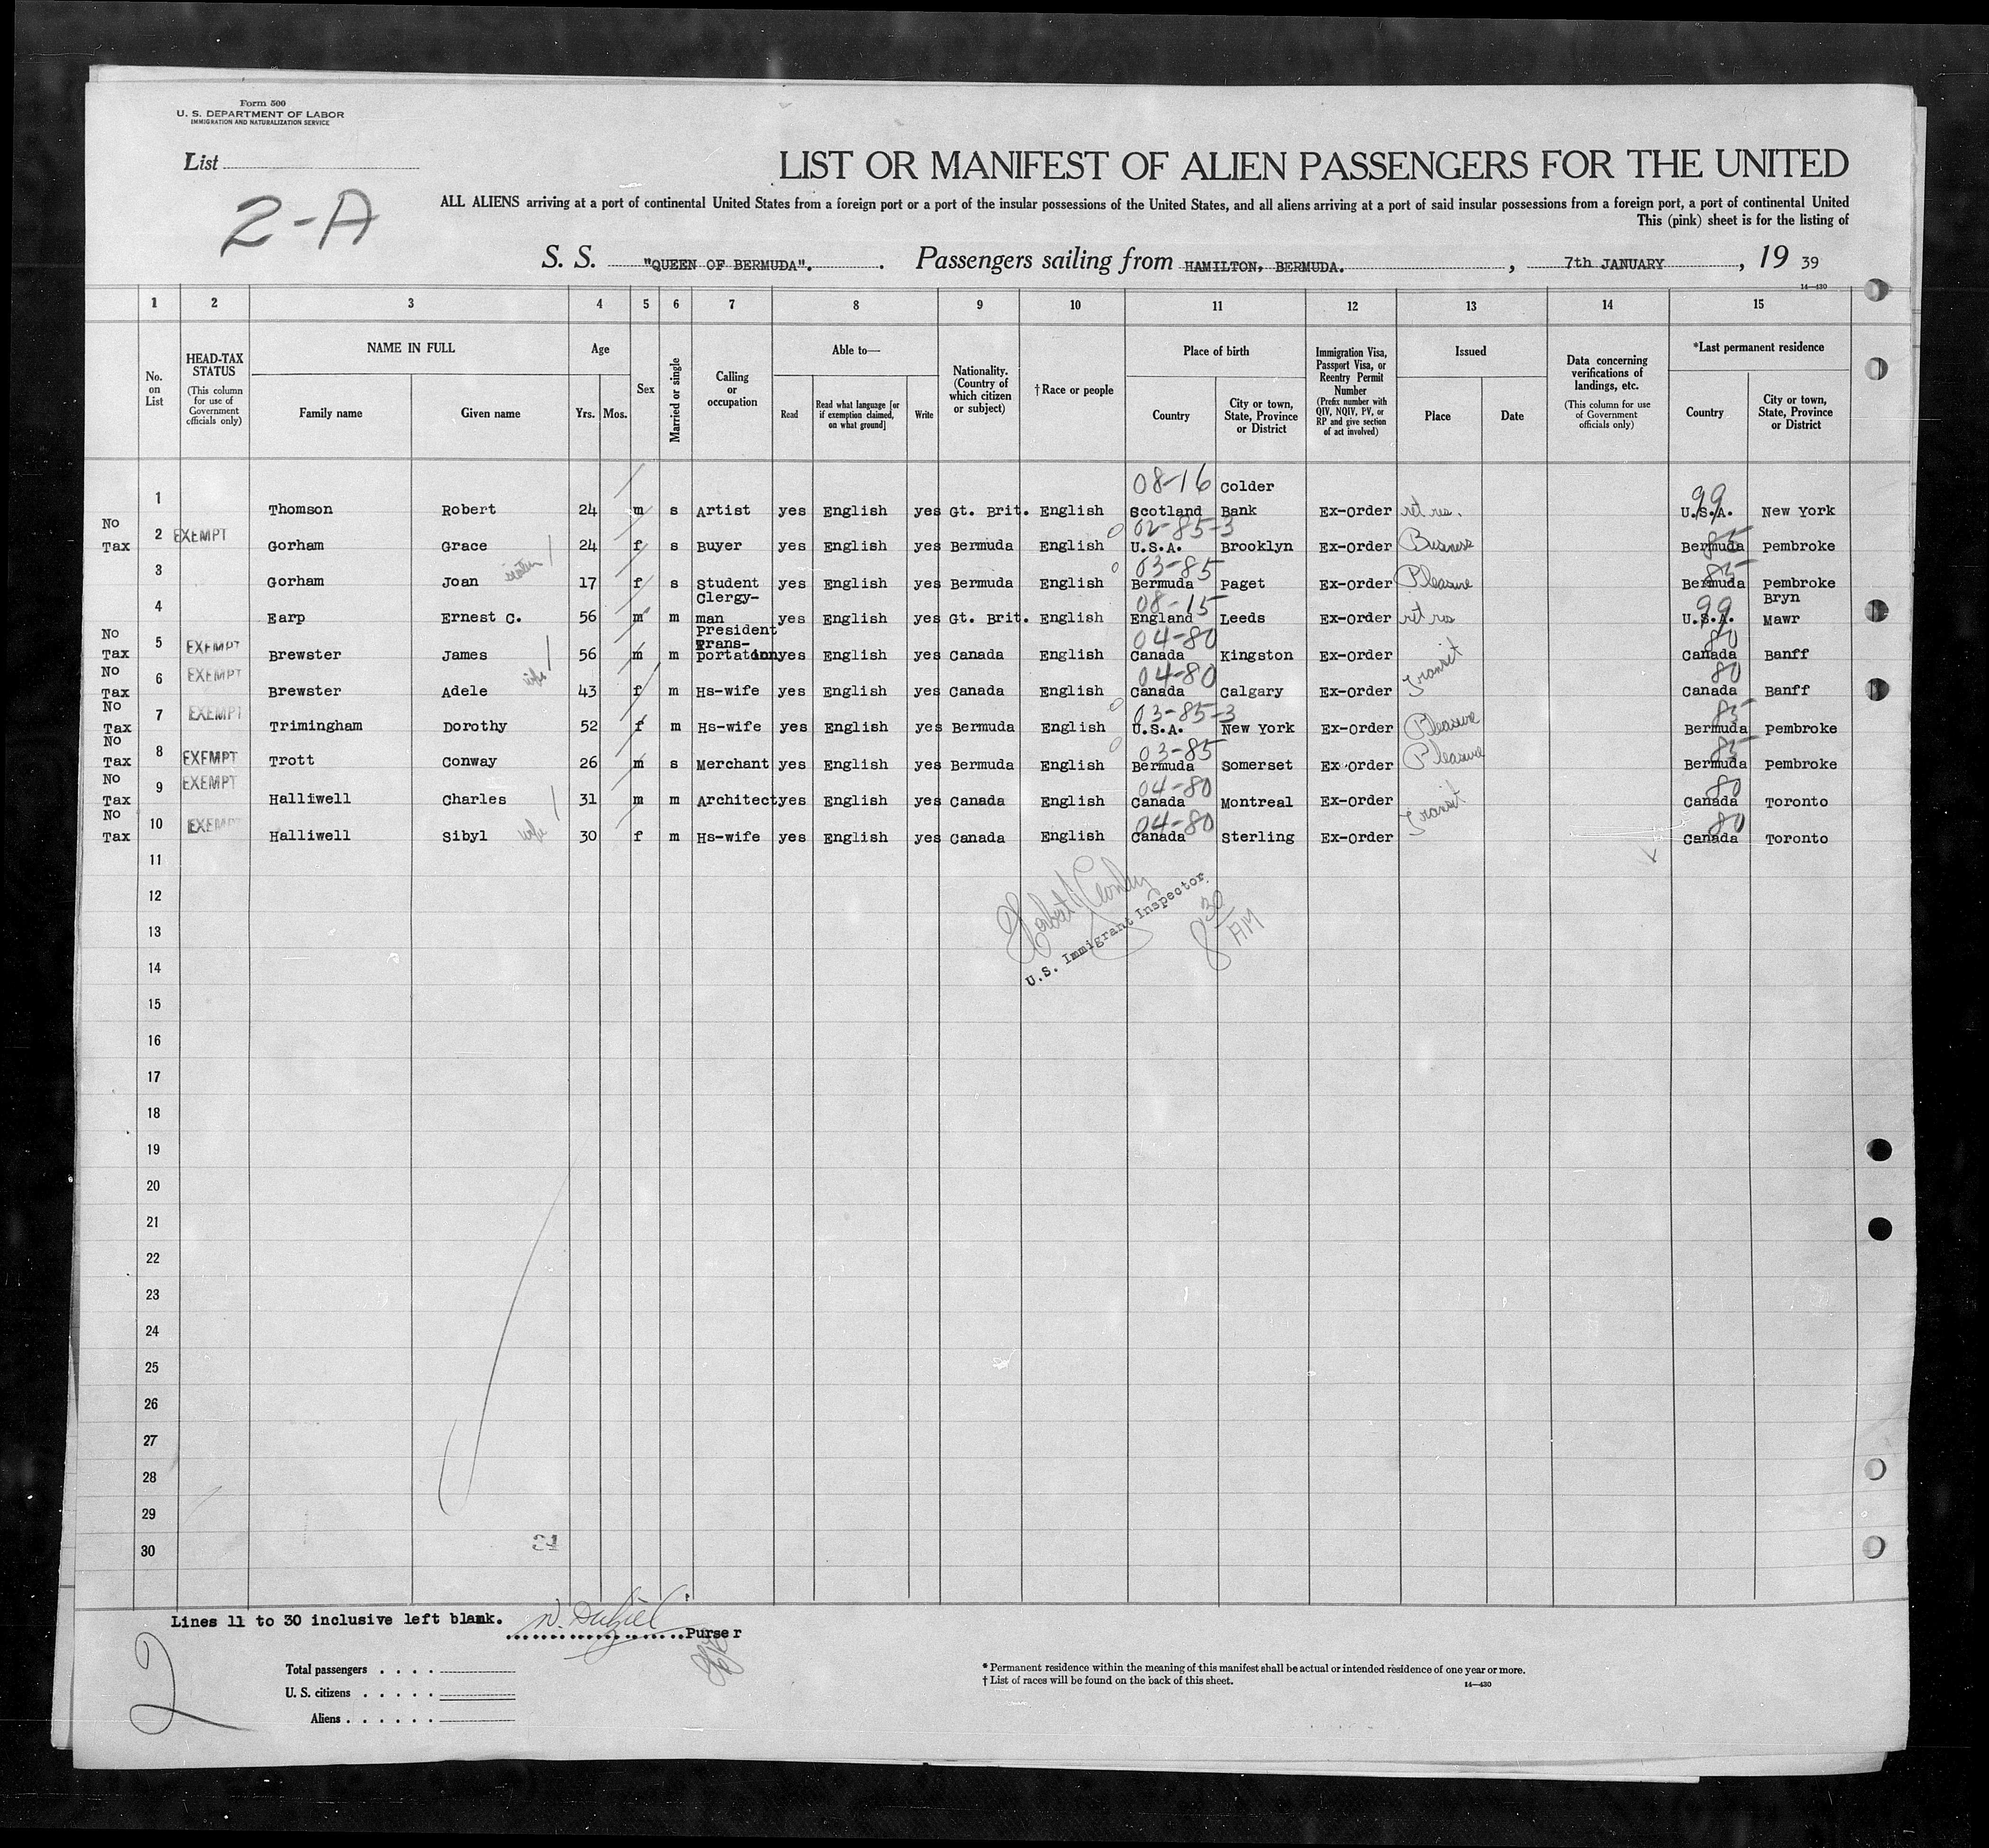 Form 500
U. S. DEPARTMENT OF LABOR
IMMIGRATION AND NATURALIZATION SERVICE
List
2-A
LIST OR MANIFEST OF ALIEN PASSENGERS FOR THE UNITED
ALL ALIENS arriving at a port of continental United States from a foreign port or a port of the insular possessions of the United States, and all aliens arriving at a port of said insular possessions from a foreign port, a port of continental United
This (pink) sheet is for the listing of
S. S. "QUEEN OF BERMUDA". Passengers sailing from HAMILTON, BERMUDA. , 7th JANUARY , 19 39
14—430
1 2 3 4 5 6 7 8 9 10 11 12 13 14 15
No. on List
HEAD-TAX STATUS (This column for use of Government officials only)
NAME IN FULL
Family name Given name
Age
Yrs. Mos.
Sex
Married or single
Calling or occupation
Able to—
Read
Read what language [or if exemption claimed, on what ground]
Write
Nationality. (Country of which citizen or subject)
†Race or people
Place of birth
Country
City or town, State, Province or District
Immigration Visa, Passport Visa, or Reentry Permit Number (Prefix number with QIV, NQIV, PV, or RP and give section of act involved)
Issued
Place Date
Data concerning verifications of landings, etc. (This column for use of Government officials only)
*Last permanent residence
Country
City or town, State, Province or District
1 Thomson Robert 24 m s Artist yes English yes Gt. Brit. English 08-16 Scotland Colder Bank Ex-Order ret res. 99 U.S.A. New York
No Tax 2 EXEMPT Gorham Grace 24 f s Buyer yes English yes Bermuda English 02-85-3 U.S.A. Brooklyn Ex-Order Business 85 Bermuda Pembroke
3 Gorham Joan sister 17 f s Student yes English yes Bermuda English 03-85 Bermuda Paget Ex-Order Pleasure 85 Bermuda Pembroke
4 Earp Ernest C. 56 m m Clergy-man yes English yes Gt. Brit. English 08-15 England Leeds Ex-Order ret res 99 U.S.A. Bryn Mawr
No Tax 5 EXEMPT Brewster James 56 m m President Trans-portation yes English yes Canada English 04-80 Canada Kingston Ex-Order Transit 80 Canada Banff
No Tax 6 EXEMPT Brewster Adele wife 43 f m Hs-wife yes English yes Canada English 04-80 Canada Calgary Ex-Order 80 Canada Banff
No Tax 7 EXEMPT Trimingham Dorothy 52 f m Hs-wife yes English yes Bermuda English 03-85-3 U.S.A. New York Ex-Order Pleasure 85 Bermuda Pembroke
No Tax 8 EXEMPT Trott Conway 26 m s Merchant yes English yes Bermuda English 03-85 Bermuda Somerset Ex-Order Pleasure 85 Bermuda Pembroke
No Tax 9 EXEMPT Halliwell Charles 31 m m Architect yes English yes Canada English 04-80 Canada Montreal Ex-Order Transit 80 Canada Toronto
No Tax 10 EXEMPT Halliwell Sibyl wife 30 f m Hs-wife yes English yes Canada English 04-80 Canada Sterling Ex-Order 80 Canada Toronto
11
12
U.S. Immigrant Inspector.
8 30 AM
13
14
15
16
17
18
19
20
21
22
23
24
25
26
27
28
29
30
Lines 11 to 30 inclusive left blank.
Purser
2
Total passengers . . . .
U. S. citizens . . . . .
Aliens . . . . . .
* Permanent residence within the meaning of this manifest shall be actual or intended residence of one year or more.
† List of races will be found on the back of this sheet.
14—430